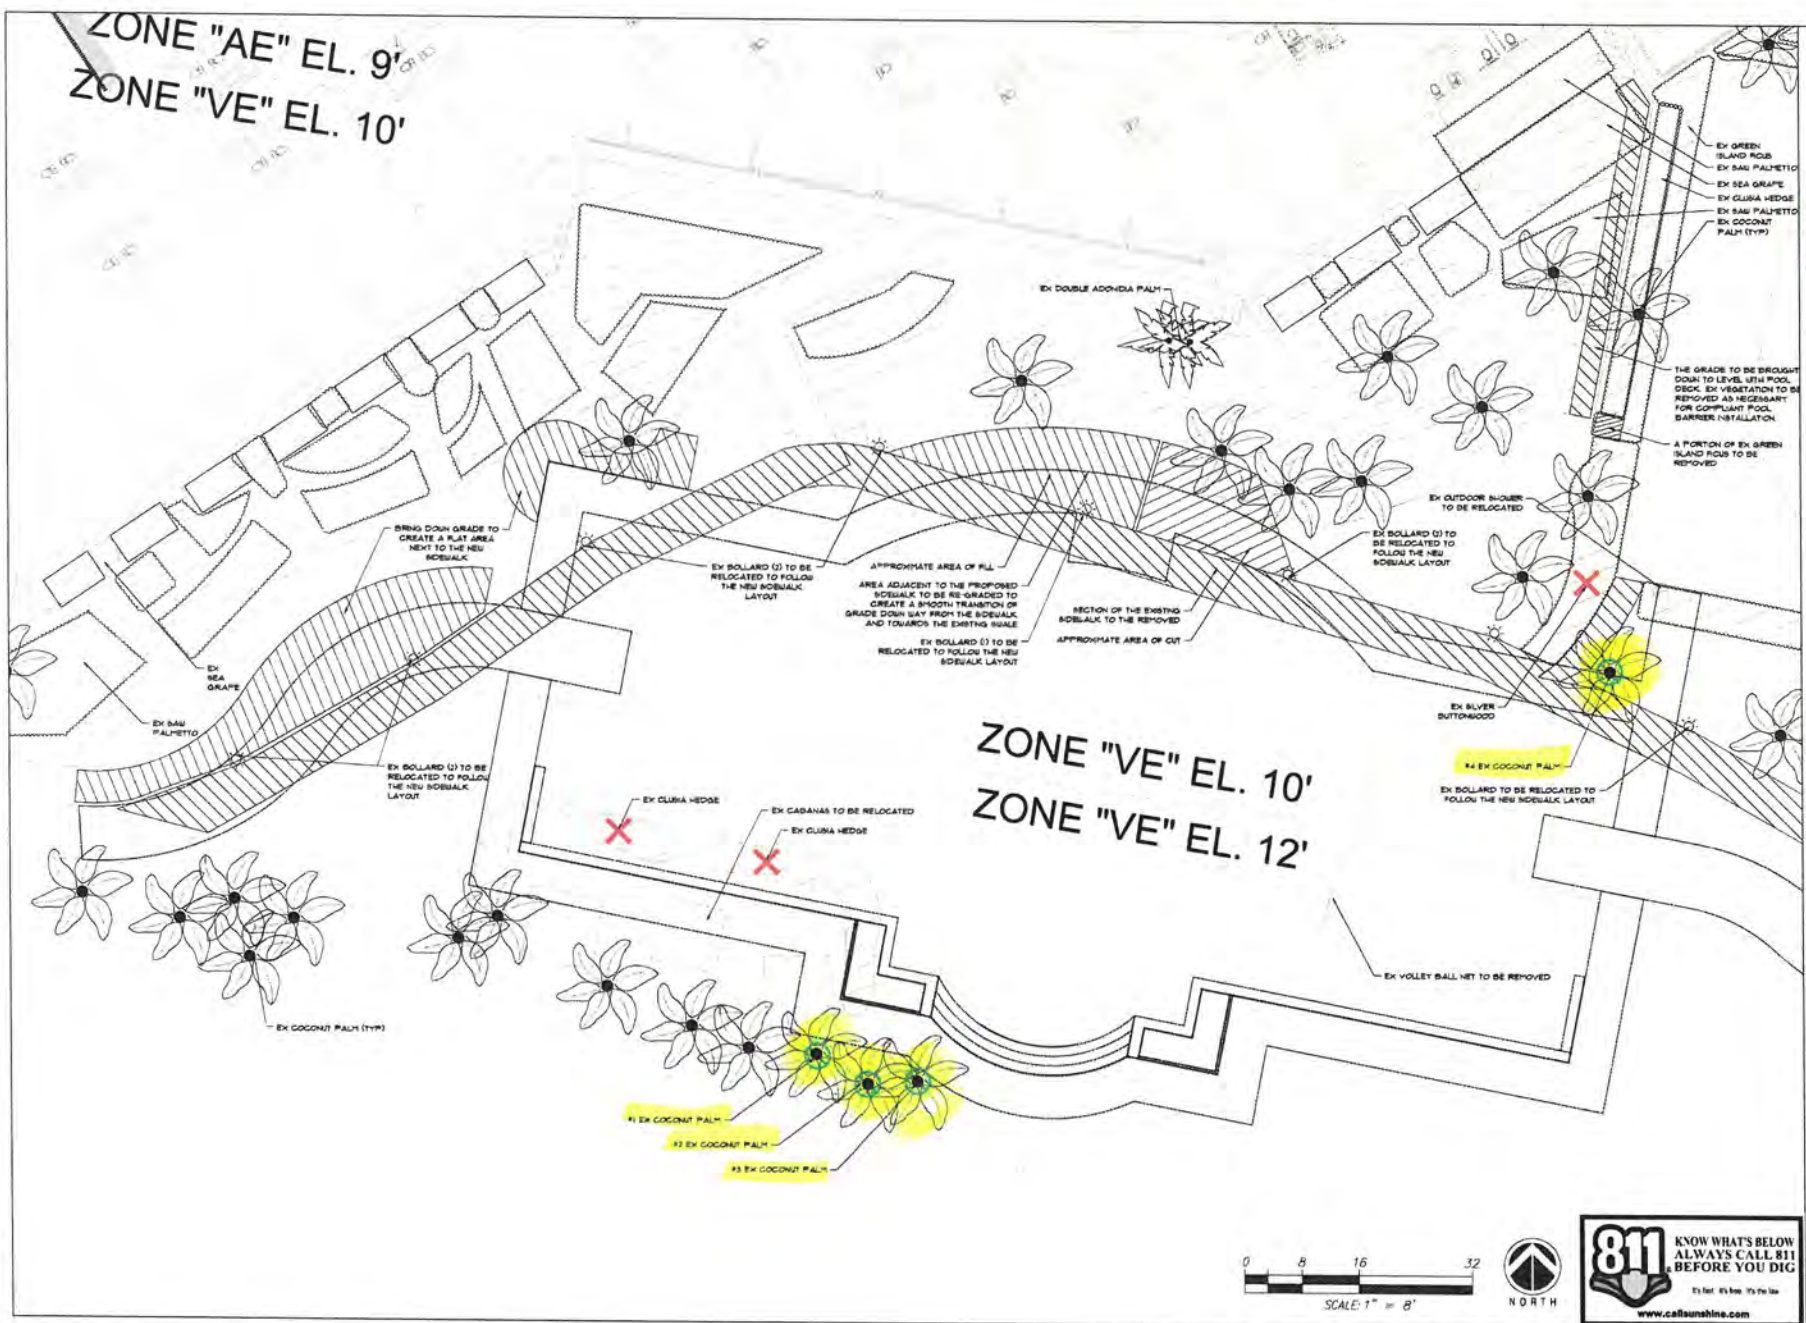 ZONE "AE" EL. 9'
ZONE "VE" EL. 10'
EX GREEN
ISLAND FICUS
EX SAW PALMETTO
EX SEA GRAPE
EX CLUSIA HEDGE
EX SAW PALMETTO
EX COCONUT
PALM (TYP)
EX DOUBLE ADONIDIA PALM
THE GRADE TO BE BROUGHT
DOWN TO LEVEL WITH POOL
DECK. EX VEGETATION TO BE
REMOVED AS NECESSARY
FOR COMPLIANT POOL
BARRIER INSTALLATION
A PORTION OF EX GREEN
ISLAND FICUS TO BE
REMOVED
EX OUTDOOR SHOWER
TO BE RELOCATED
BRING DOWN GRADE TO
CREATE A FLAT AREA
NEXT TO THE NEW
SIDEWALK
EX BOLLARD (2) TO BE
RELOCATED TO FOLLOW
THE NEW SIDEWALK
LAYOUT
APPROXIMATE AREA OF FILL
AREA ADJACENT TO THE PROPOSED
SIDEWALK TO BE RE-GRADED TO
CREATE A SMOOTH TRANSITION OF
GRADE DOWN WAY FROM THE SIDEWALK
AND TOWARDS THE EXISTING SWALE
EX BOLLARD (1) TO BE
RELOCATED TO FOLLOW THE NEW
SIDEWALK LAYOUT
SECTION OF THE EXISTING
SIDEWALK TO THE REMOVED
APPROXIMATE AREA OF CUT
EX BOLLARD (2) TO
BE RELOCATED TO
FOLLOW THE NEW
SIDEWALK LAYOUT
EX
SEA
GRAPE
EX SAW
PALMETTO
EX SILVER
BUTTONWOOD
#4 EX COCONUT PALM
EX BOLLARD TO BE RELOCATED TO
FOLLOW THE NEW SIDEWALK LAYOUT
EX BOLLARD (2) TO BE
RELOCATED TO FOLLOW
THE NEW SIDEWALK
LAYOUT
ZONE "VE" EL. 10'
ZONE "VE" EL. 12'
EX CLUSIA HEDGE
EX CABANAS TO BE RELOCATED
EX CLUSIA HEDGE
EX VOLLEY BALL NET TO BE REMOVED
EX COCONUT PALM (TYP)
#1 EX COCONUT PALM
#2 EX COCONUT PALM
#3 EX COCONUT PALM
0 8 16 32
SCALE: 1" = 8'
NORTH
811
KNOW WHAT'S BELOW
ALWAYS CALL 811
BEFORE YOU DIG
It's fast. It's free. It's the law.
www.callsunshine.com